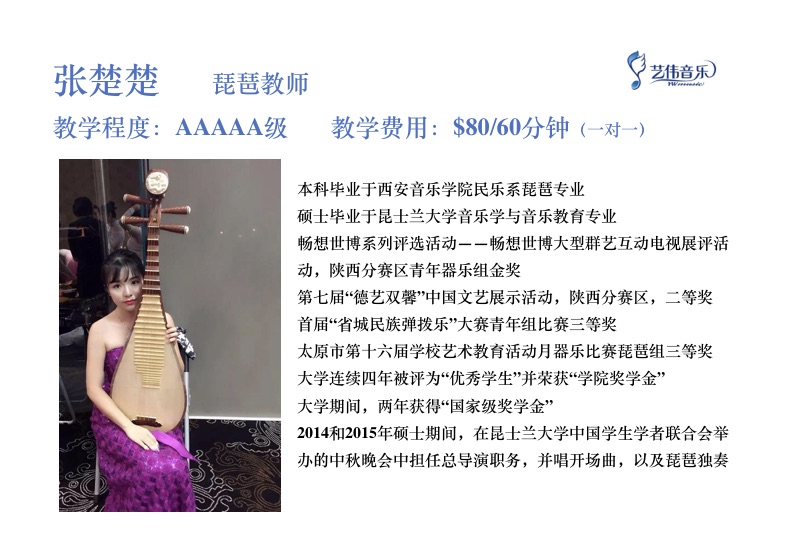 张楚楚 琵琶教师
艺伟音乐
YWmusic
教学程度：AAAAA级 教学费用：$80/60分钟（一对一）
本科毕业于西安音乐学院民乐系琵琶专业
硕士毕业于昆士兰大学音乐学与音乐教育专业
畅想世博系列评选活动——畅想世博大型群艺互动电视展评活
动，陕西分赛区青年器乐组金奖
第七届“德艺双馨”中国文艺展示活动，陕西分赛区，二等奖
首届“省城民族弹拨乐”大赛青年组比赛三等奖
太原市第十六届学校艺术教育活动月器乐比赛琵琶组三等奖
大学连续四年被评为“优秀学生”并荣获“学院奖学金”
大学期间，两年获得“国家级奖学金”
2014和2015年硕士期间，在昆士兰大学中国学生学者联合会举
办的中秋晚会中担任总导演职务，并唱开场曲，以及琵琶独奏